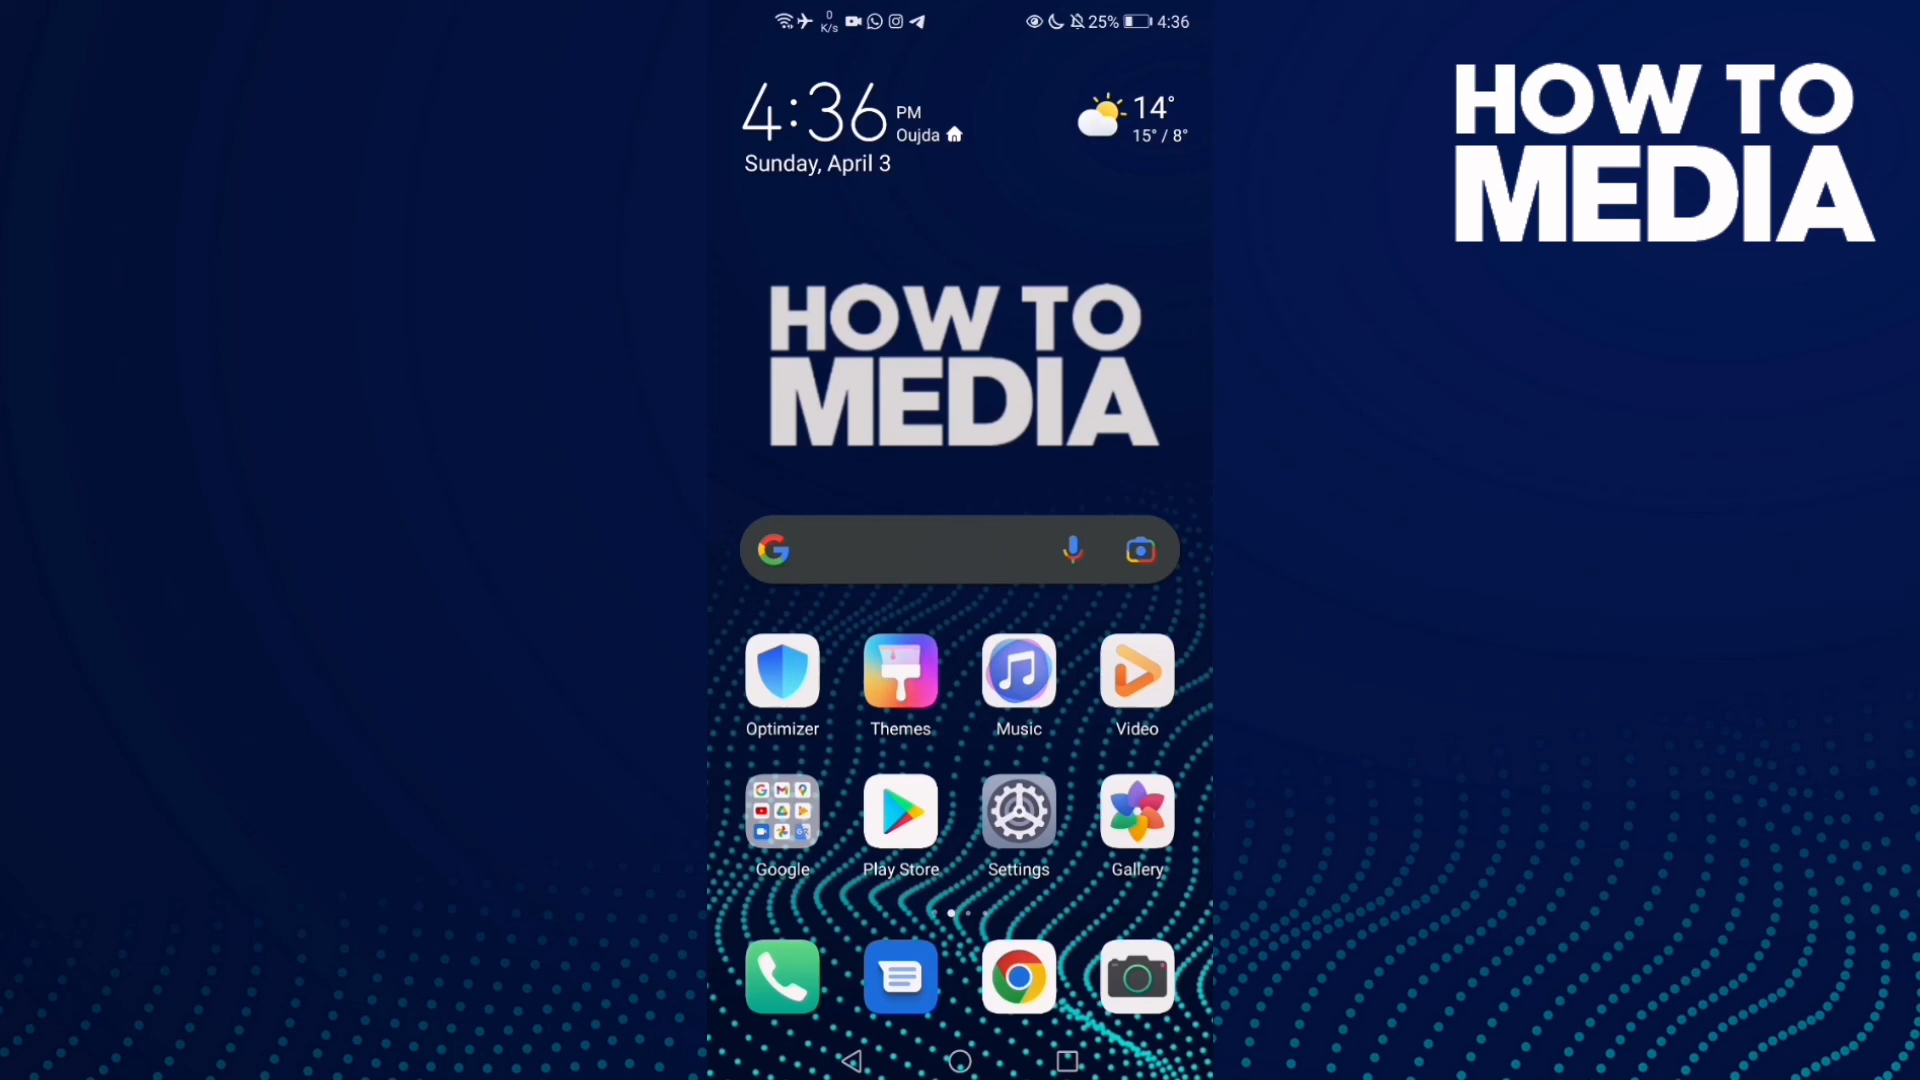 0
K/s
25%
4:36
4:36 PM
Oujda
Sunday, April 3
14°
15° / 8°
HOW TO
MEDIA
HOW TO
MEDIA
Optimizer
Themes
Music
Video
Google
Play Store
Settings
Gallery